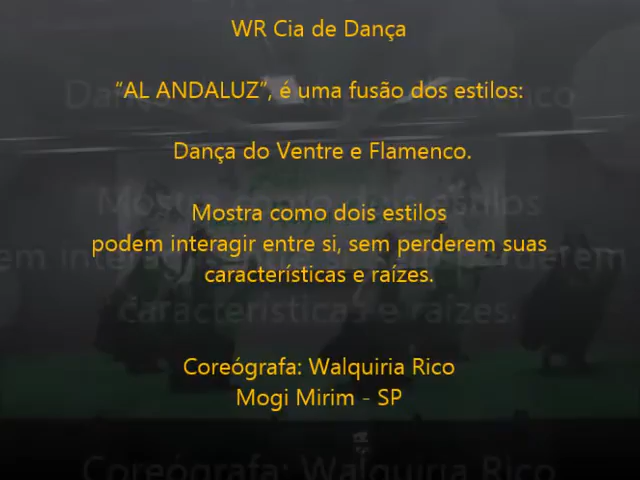 WR Cia de Dança
“AL ANDALUZ”, é uma fusão dos estilos:
Dança do Ventre e Flamenco.
Mostra como dois estilos
podem interagir entre si, sem perderem suas
características e raízes.
Coreógrafa: Walquiria Rico
Mogi Mirim - SP